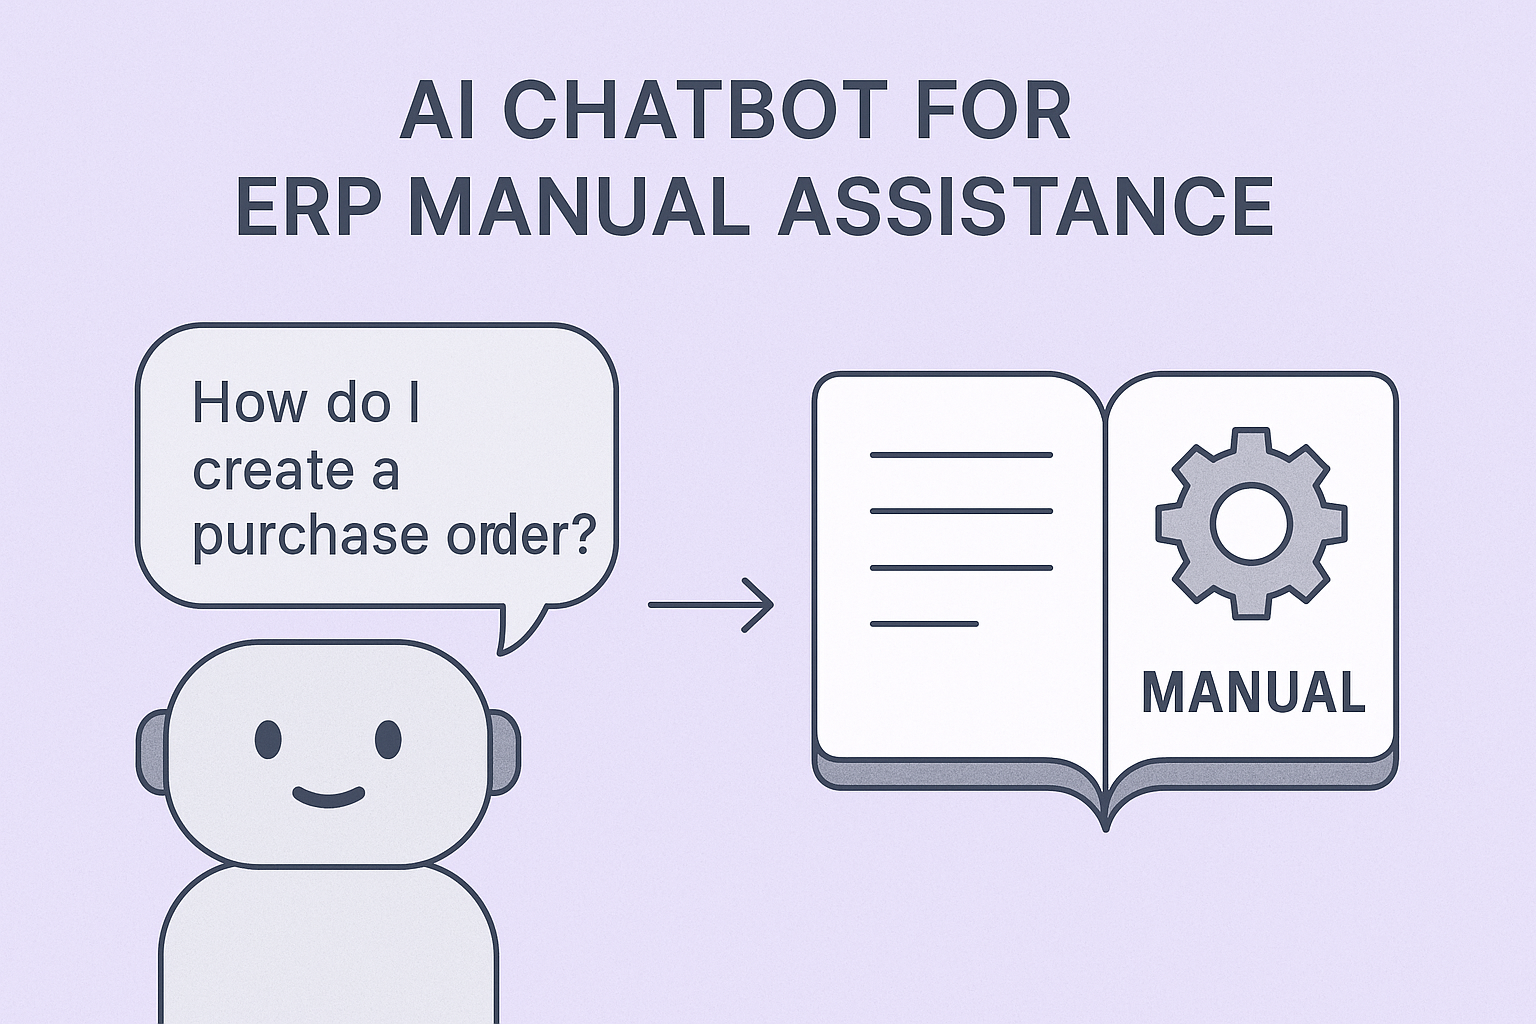 AI CHATBOT FOR
ERP MANUAL ASSISTANCE
How do I
create a
purchase order?
MANUAL